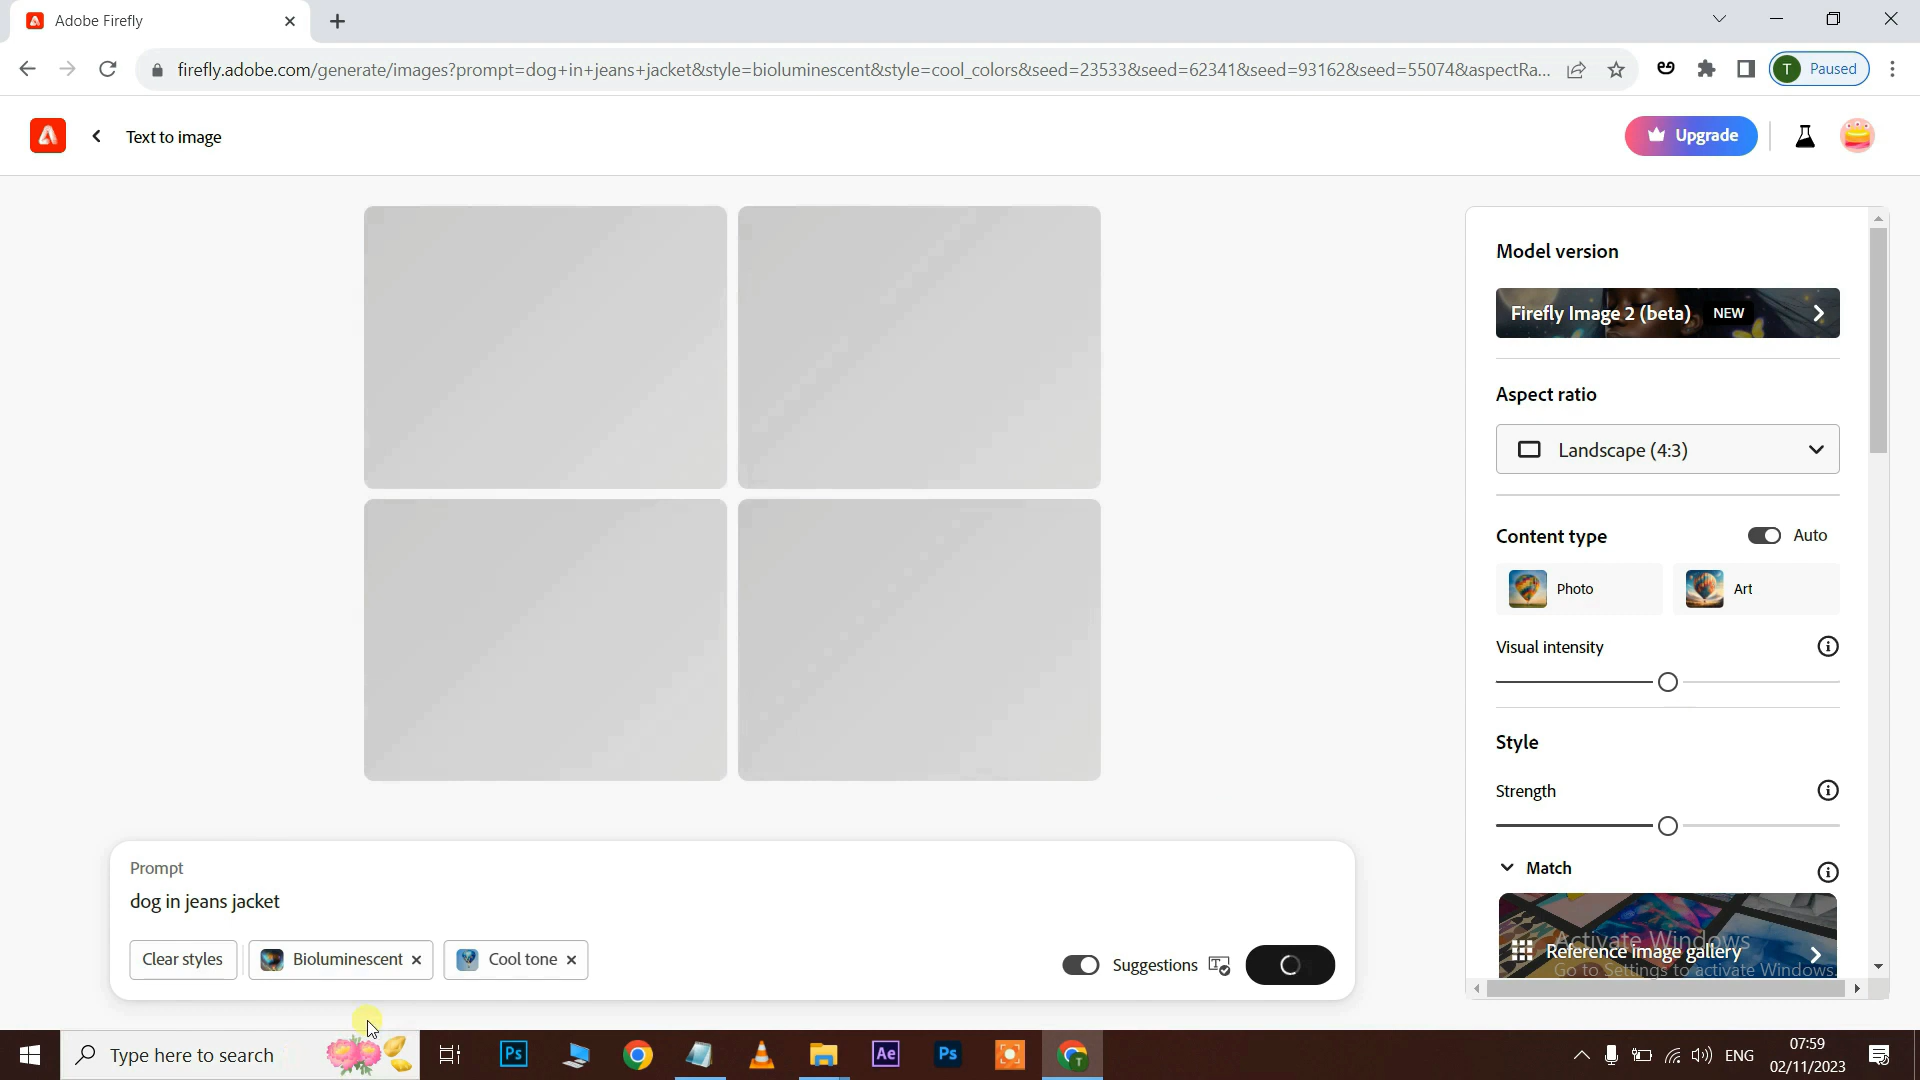 Adobe Firefly
firefly.adobe.com/generate/images?prompt=dog+in+jeans+jacket&style=bioluminescent&style=cool_colors&seed=23533&seed=62341&seed=93162&seed=55074&aspectRa...
T Paused
Text to image
Upgrade
Model version
Firefly Image 2 (beta) NEW
Aspect ratio
Landscape (4:3)
Content type Auto
Photo Art
Visual intensity
Style
Strength
Match
Reference image gallery
Activate Windows
Go to Settings to activate Windows.
Prompt
dog in jeans jacket
Clear styles Bioluminescent Cool tone
Suggestions
Type here to search
Ps
Ae
Ps
T
ENG
07:59
02/11/2023